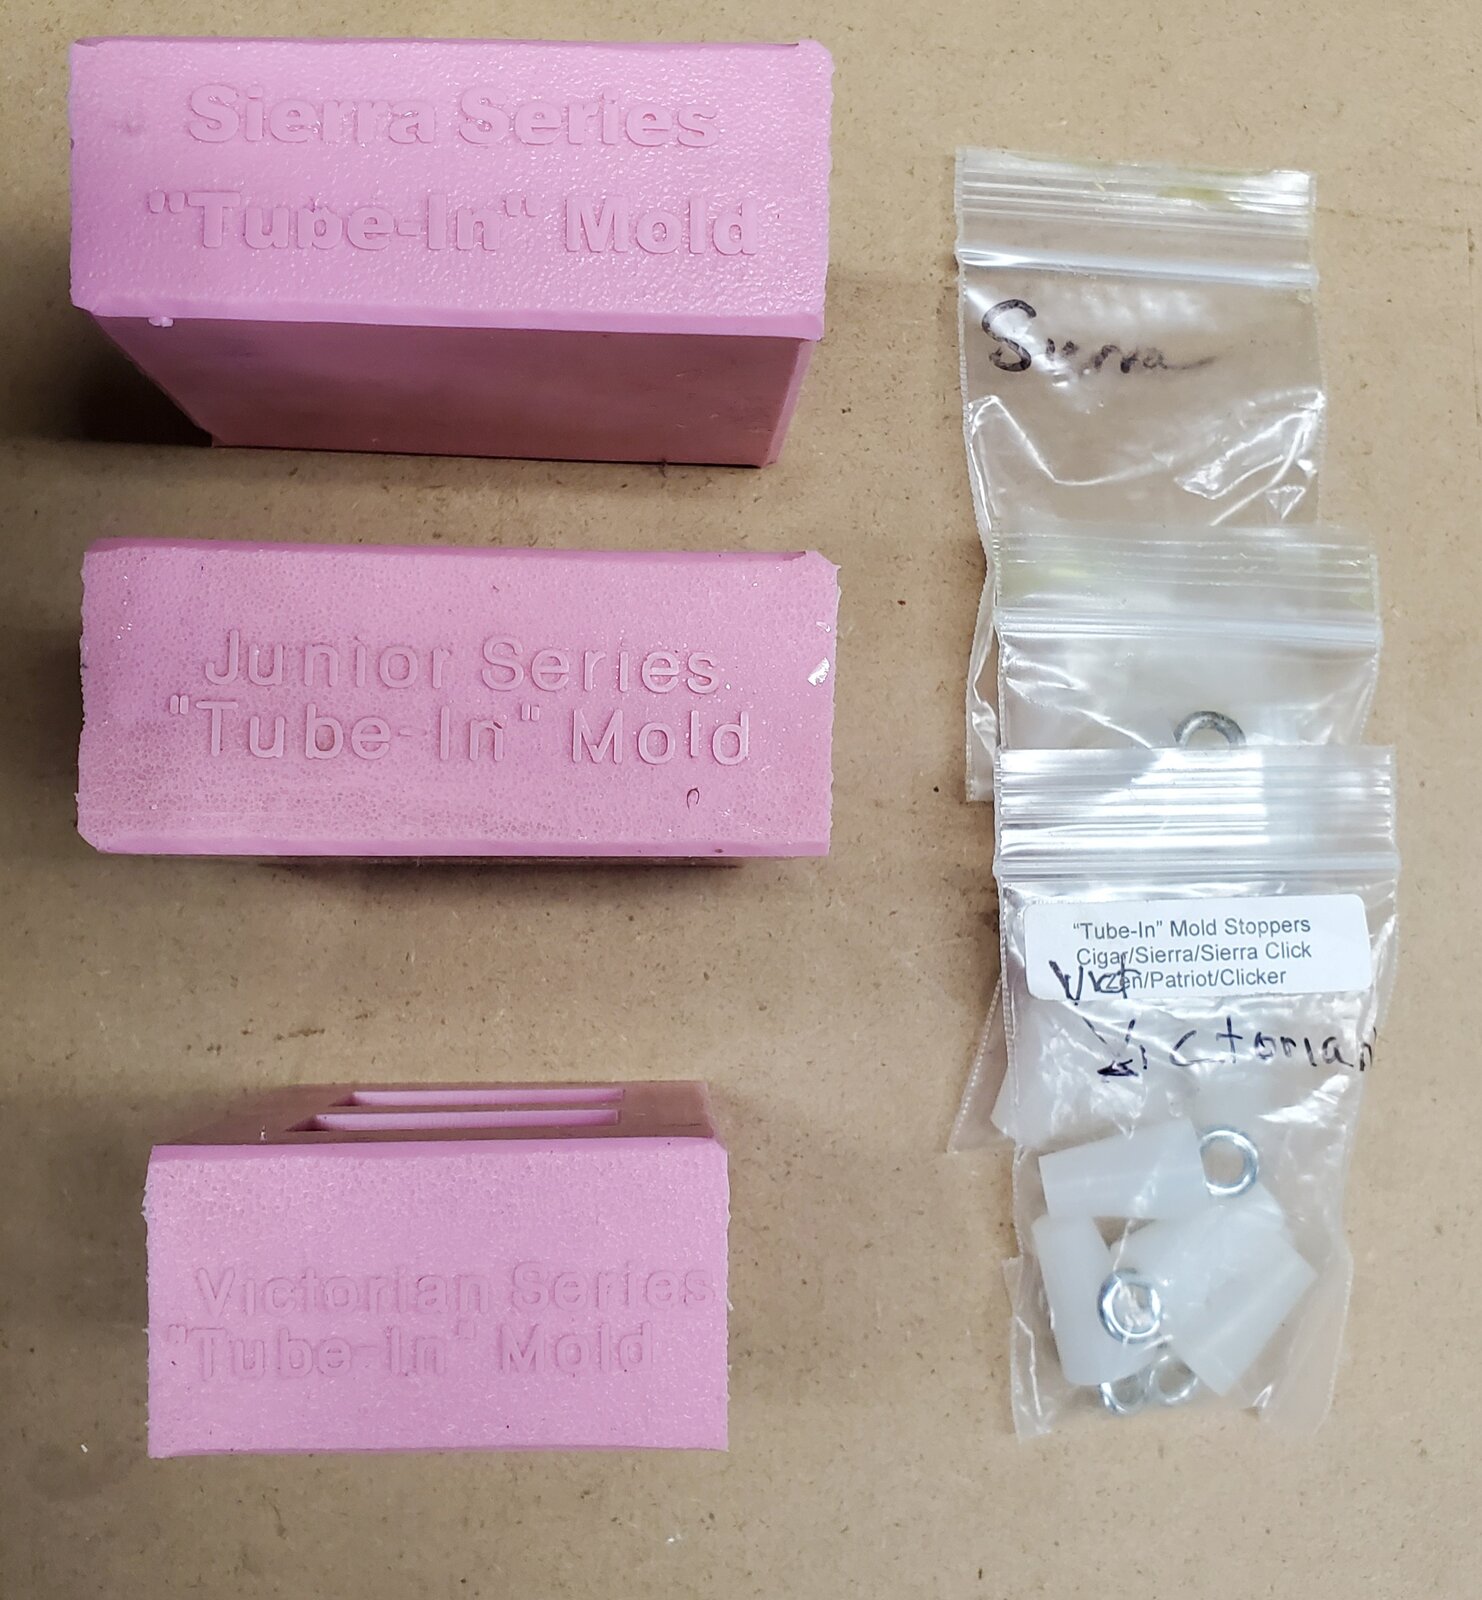 Sierra Series
"Tube-In" Mold
Junior Series
"Tube-In" Mold
Victorian Series
"Tube-In" Mold
Sierra
“Tube-In” Mold Stoppers
Cigar/Sierra/Sierra Click
Zen/Patriot/Clicker
Victorian